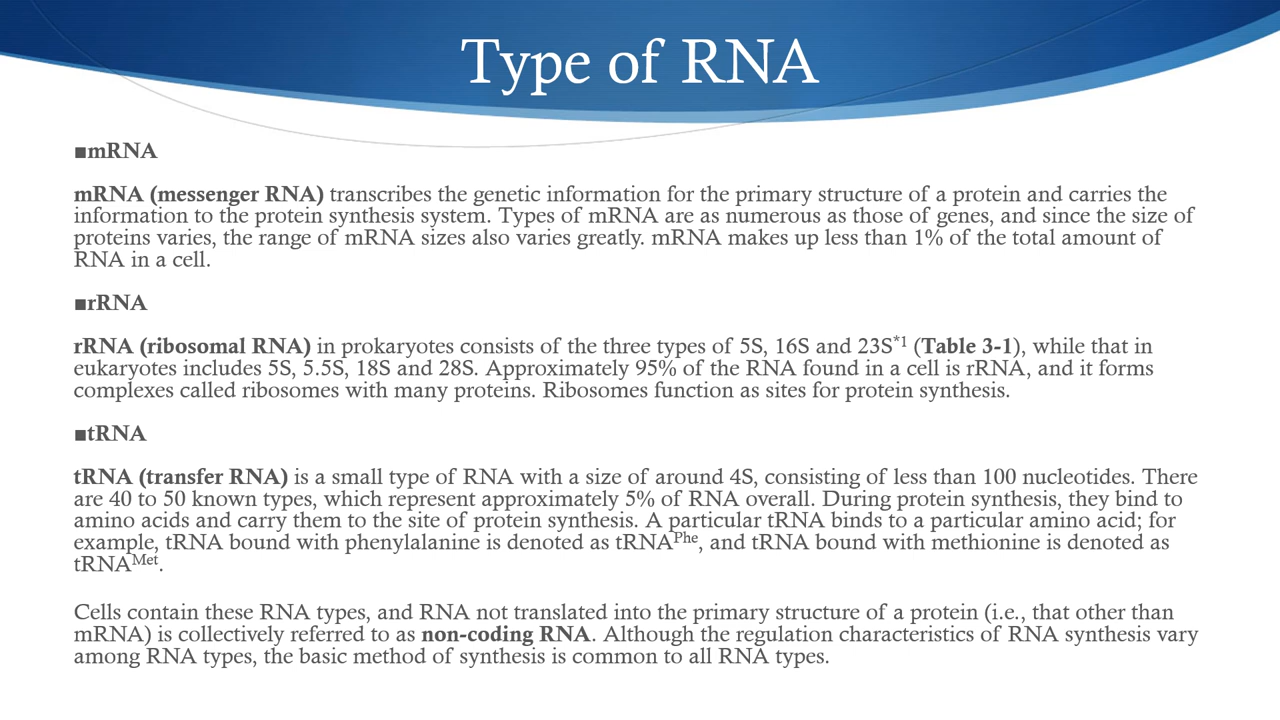 Type of RNA
■mRNA
mRNA (messenger RNA) transcribes the genetic information for the primary structure of a protein and carries the
information to the protein synthesis system. Types of mRNA are as numerous as those of genes, and since the size of
proteins varies, the range of mRNA sizes also varies greatly. mRNA makes up less than 1% of the total amount of
RNA in a cell.
■rRNA
rRNA (ribosomal RNA) in prokaryotes consists of the three types of 5S, 16S and 23S*1 (Table 3-1), while that in
eukaryotes includes 5S, 5.5S, 18S and 28S. Approximately 95% of the RNA found in a cell is rRNA, and it forms
complexes called ribosomes with many proteins. Ribosomes function as sites for protein synthesis.
■tRNA
tRNA (transfer RNA) is a small type of RNA with a size of around 4S, consisting of less than 100 nucleotides. There
are 40 to 50 known types, which represent approximately 5% of RNA overall. During protein synthesis, they bind to
amino acids and carry them to the site of protein synthesis. A particular tRNA binds to a particular amino acid; for
example, tRNA bound with phenylalanine is denoted as tRNAPhe, and tRNA bound with methionine is denoted as
tRNAMet.
Cells contain these RNA types, and RNA not translated into the primary structure of a protein (i.e., that other than
mRNA) is collectively referred to as non-coding RNA. Although the regulation characteristics of RNA synthesis vary
among RNA types, the basic method of synthesis is common to all RNA types.